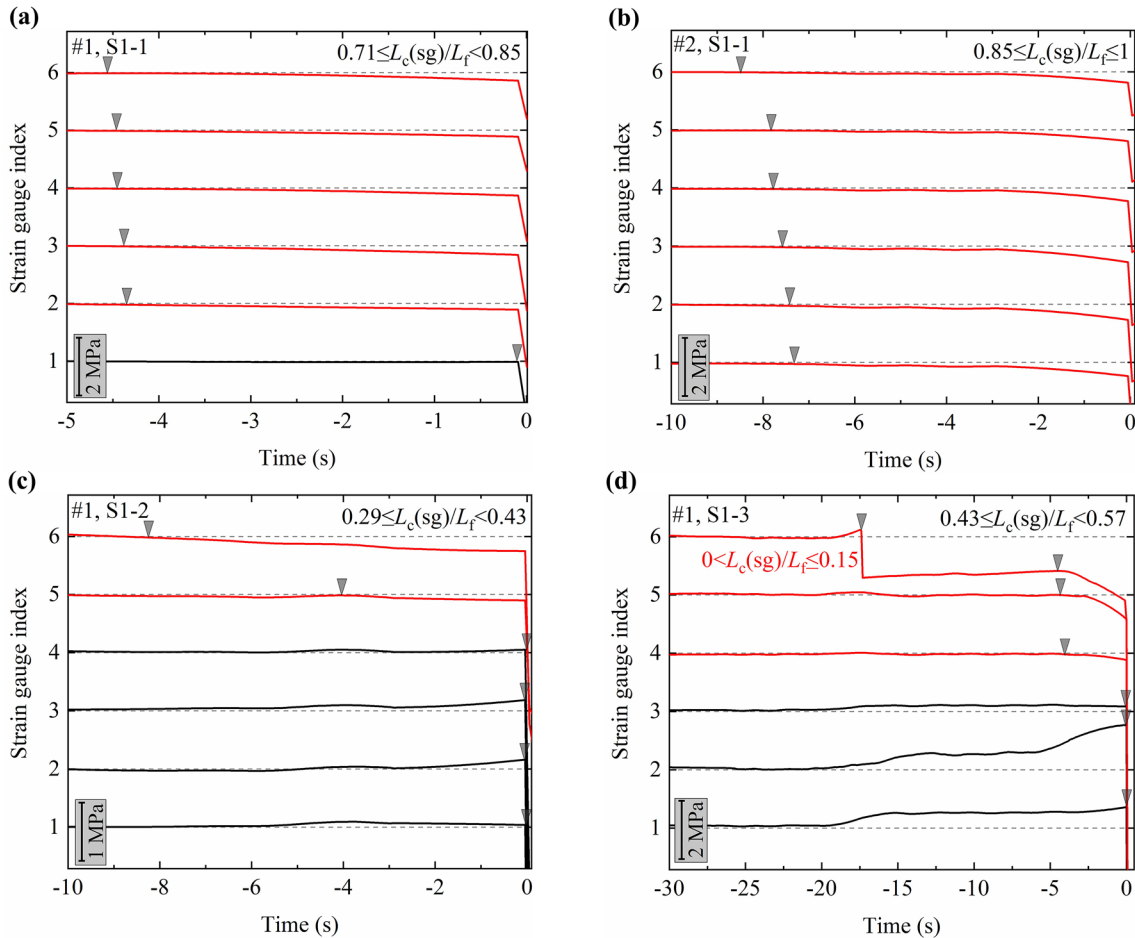 (a)
#1, S1-1
0.71≤Lc(sg)/Lf<0.85
6
5
4
3
2
1
Strain gauge index
2 MPa
-5 -4 -3 -2 -1 0
Time (s)
(b)
#2, S1-1
0.85≤Lc(sg)/Lf≤1
6
5
4
3
2
1
Strain gauge index
2 MPa
-10 -8 -6 -4 -2 0
Time (s)
(c)
#1, S1-2
0.29≤Lc(sg)/Lf<0.43
6
5
4
3
2
1
Strain gauge index
1 MPa
-10 -8 -6 -4 -2 0
Time (s)
(d)
#1, S1-3
0.43≤Lc(sg)/Lf<0.57
0<Lc(sg)/Lf≤0.15
6
5
4
3
2
1
Strain gauge index
2 MPa
-30 -25 -20 -15 -10 -5 0
Time (s)